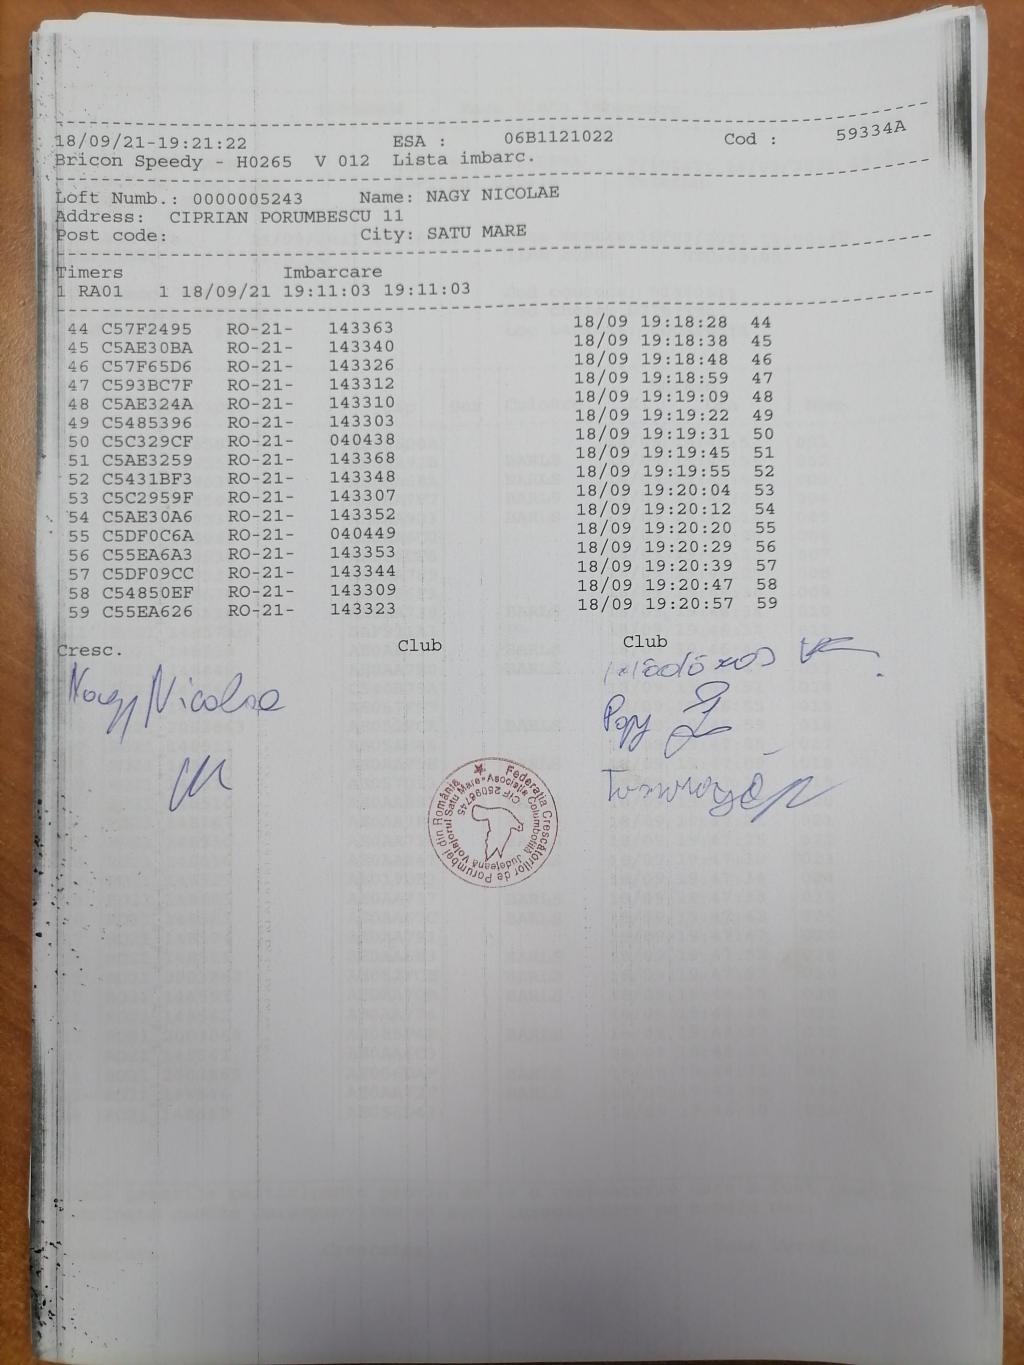 18/09/21-19:21:22 ESA : 06B1121022 Cod : 59334A
Bricon Speedy - H0265 V 012 Lista imbarc.
Loft Numb.: 0000005243 Name: NAGY NICOLAE
Address: CIPRIAN PORUMBESCU 11
Post code: City: SATU MARE
Timers Imbarcare
1 RA01 1 18/09/21 19:11:03 19:11:03
44 C57F2495 RO-21- 143363 18/09 19:18:28 44
45 C5AE30BA RO-21- 143340 18/09 19:18:38 45
46 C57F65D6 RO-21- 143326 18/09 19:18:48 46
47 C593BC7F RO-21- 143312 18/09 19:18:59 47
48 C5AE324A RO-21- 143310 18/09 19:19:09 48
49 C5485396 RO-21- 143303 18/09 19:19:22 49
50 C5C329CF RO-21- 040438 18/09 19:19:31 50
51 C5AE3259 RO-21- 143368 18/09 19:19:45 51
52 C5431BF3 RO-21- 143348 18/09 19:19:55 52
53 C5C2959F RO-21- 143307 18/09 19:20:04 53
54 C5AE30A6 RO-21- 143352 18/09 19:20:12 54
55 C5DF0C6A RO-21- 040449 18/09 19:20:20 55
56 C55EA6A3 RO-21- 143353 18/09 19:20:29 56
57 C5DF09CC RO-21- 143344 18/09 19:20:39 57
58 C54850EF RO-21- 143309 18/09 19:20:47 58
59 C55EA626 RO-21- 143323 18/09 19:20:57 59
Cresc. Club Club
Nagy Nicolae
Federația Crescătorilor de Porumbei din România
Asociația Columbofilă Județeană Voiajorul Satu Mare